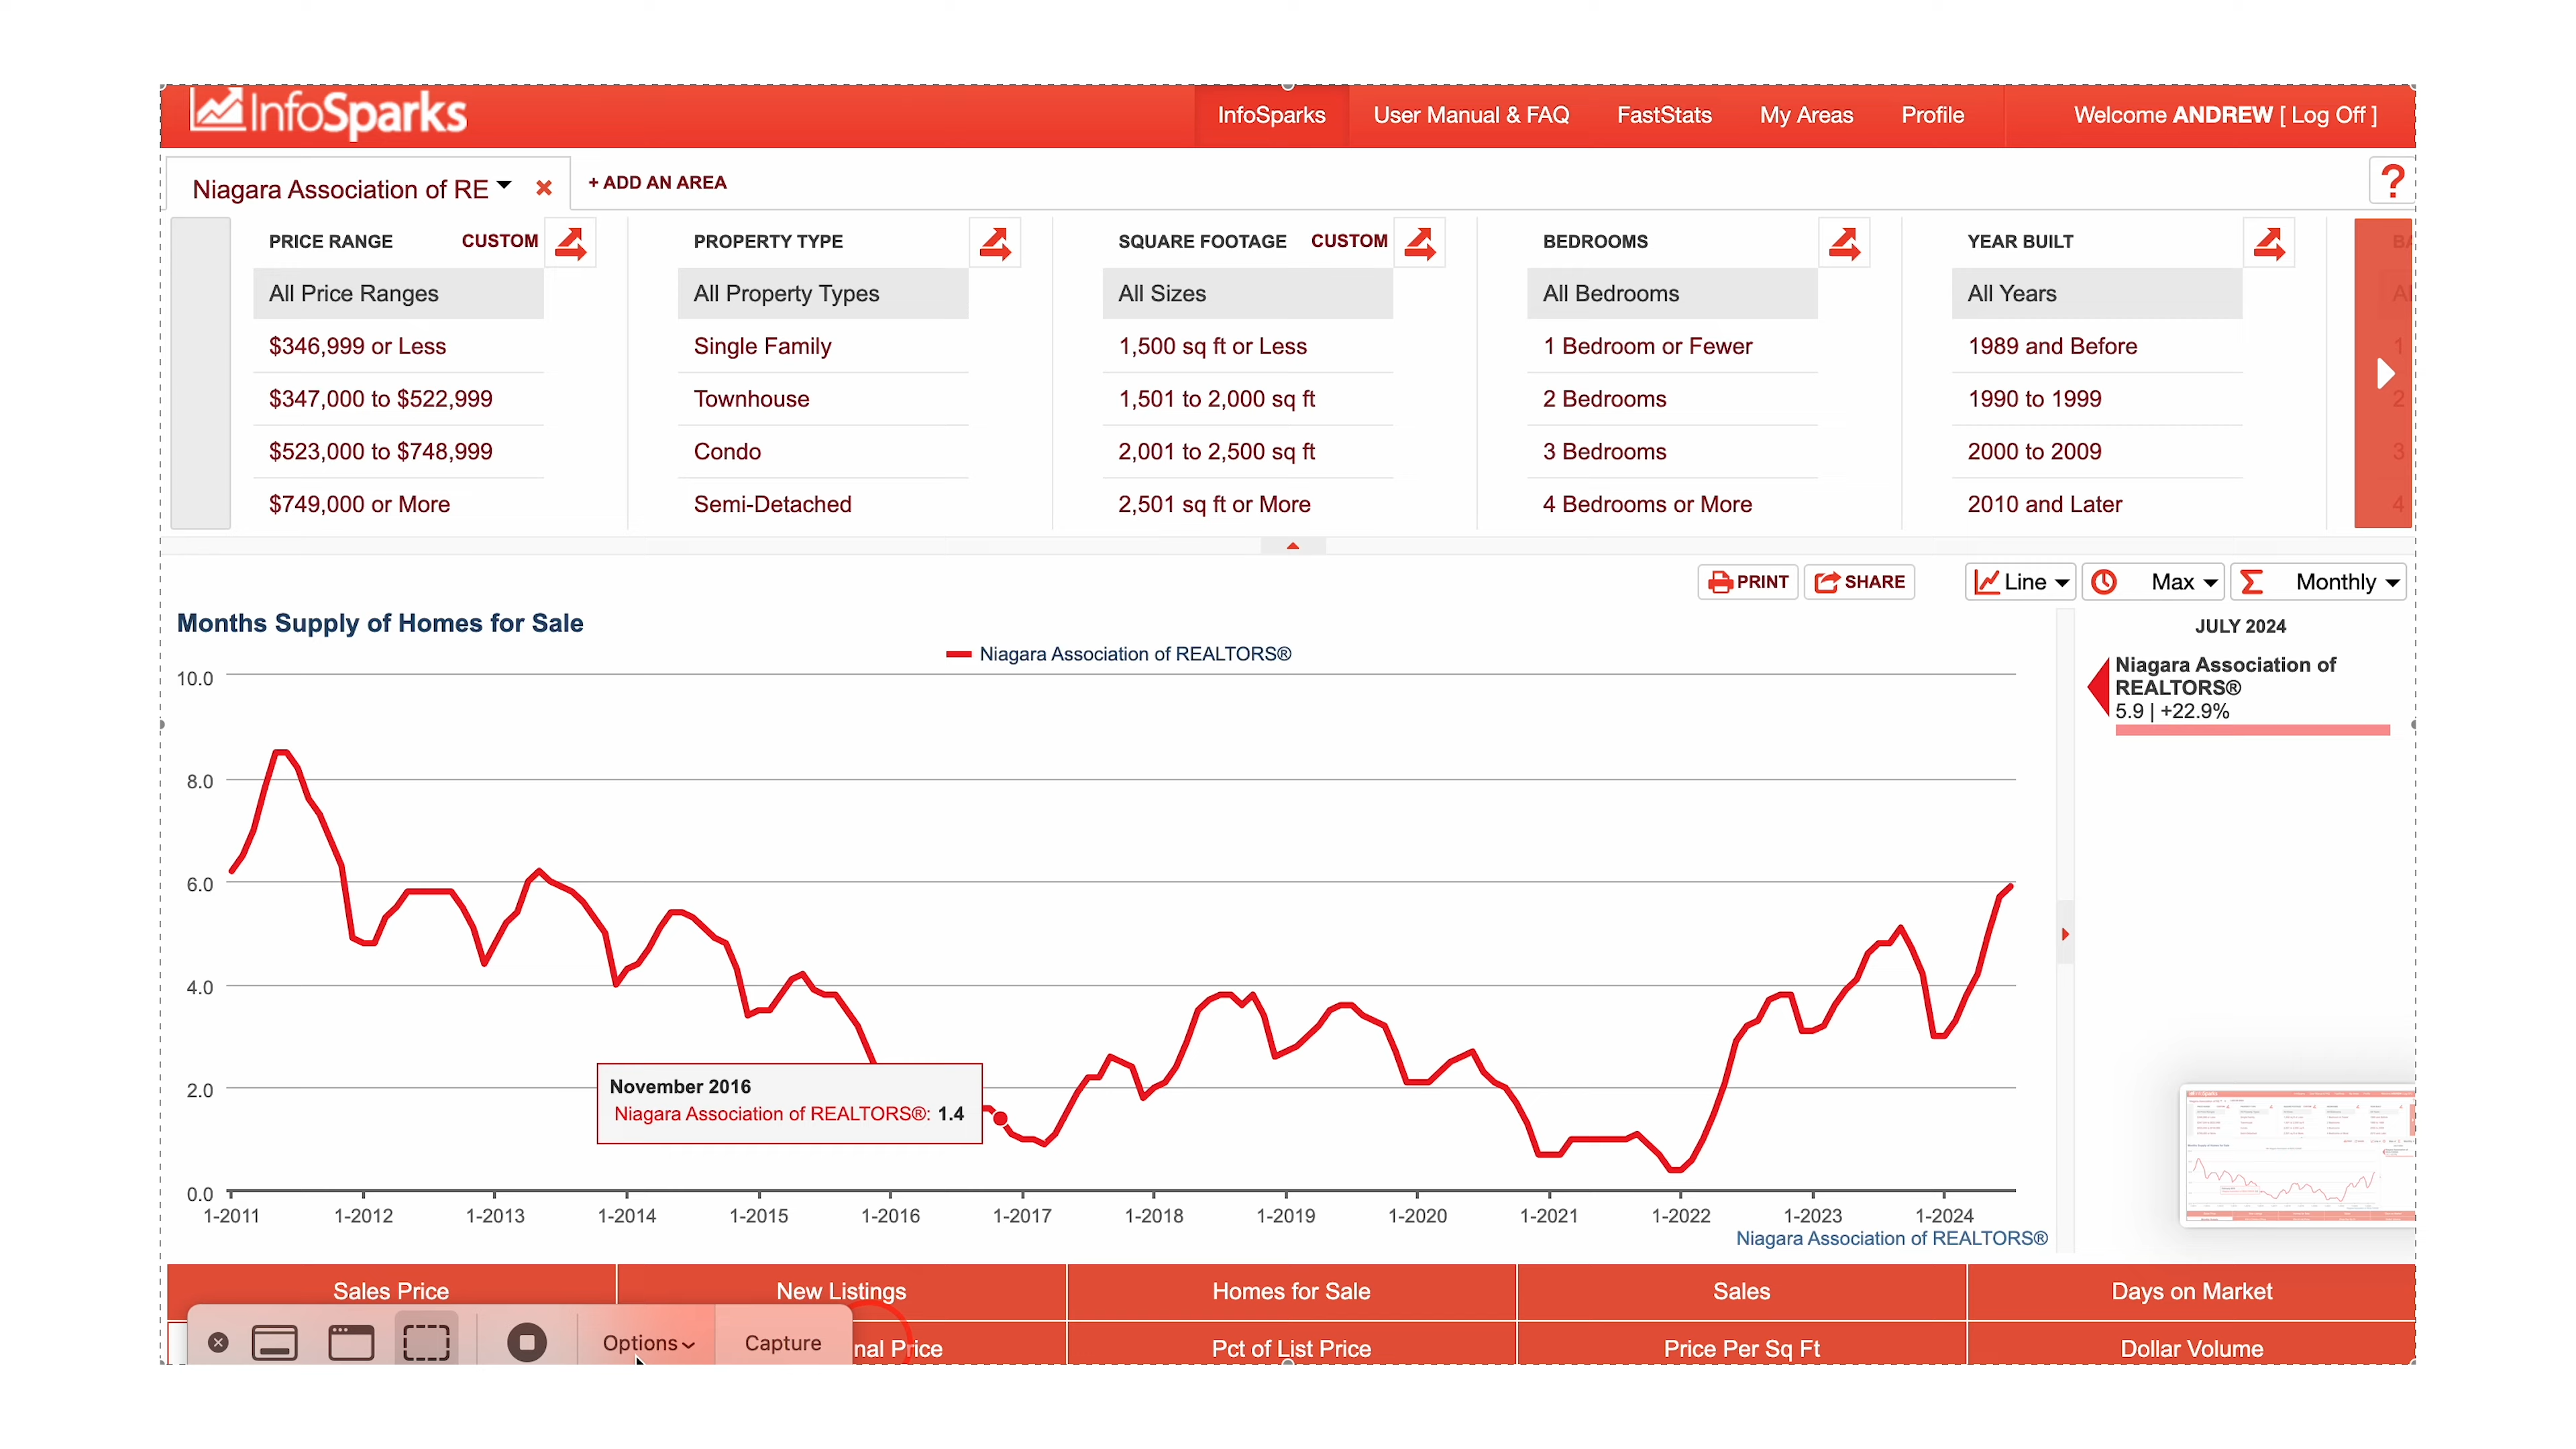 InfoSparks
InfoSparks User Manual & FAQ FastStats My Areas Profile Welcome ANDREW [ Log Off ]
Niagara Association of RE + ADD AN AREA ?
PRICE RANGE CUSTOM PROPERTY TYPE SQUARE FOOTAGE CUSTOM BEDROOMS YEAR BUILT
All Price Ranges All Property Types All Sizes All Bedrooms All Years
$346,999 or Less Single Family 1,500 sq ft or Less 1 Bedroom or Fewer 1989 and Before 1
$347,000 to $522,999 Townhouse 1,501 to 2,000 sq ft 2 Bedrooms 1990 to 1999 2
$523,000 to $748,999 Condo 2,001 to 2,500 sq ft 3 Bedrooms 2000 to 2009 3
$749,000 or More Semi-Detached 2,501 sq ft or More 4 Bedrooms or More 2010 and Later 4
PRINT SHARE Line Max Monthly
Months Supply of Homes for Sale
Niagara Association of REALTORS®
JULY 2024
Niagara Association of
REALTORS®
5.9 | +22.9%
10.0
8.0
6.0
4.0
2.0
0.0
November 2016
Niagara Association of REALTORS®: 1.4
1-2011 1-2012 1-2013 1-2014 1-2015 1-2016 1-2017 1-2018 1-2019 1-2020 1-2021 1-2022 1-2023 1-2024
Niagara Association of REALTORS®
Sales Price New Listings Homes for Sale Sales Days on Market
nal Price Pct of List Price Price Per Sq Ft Dollar Volume
Options Capture